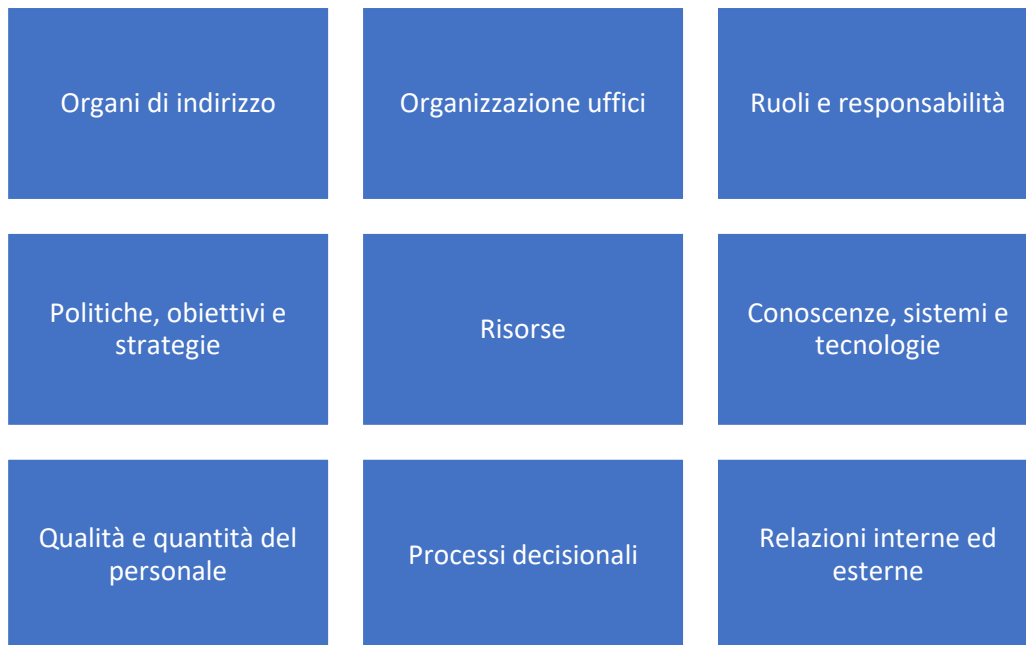 Organi di indirizzo
Organizzazione uffici
Ruoli e responsabilità
Politiche, obiettivi e
strategie
Risorse
Conoscenze, sistemi e
tecnologie
Qualità e quantità del
personale
Processi decisionali
Relazioni interne ed
esterne